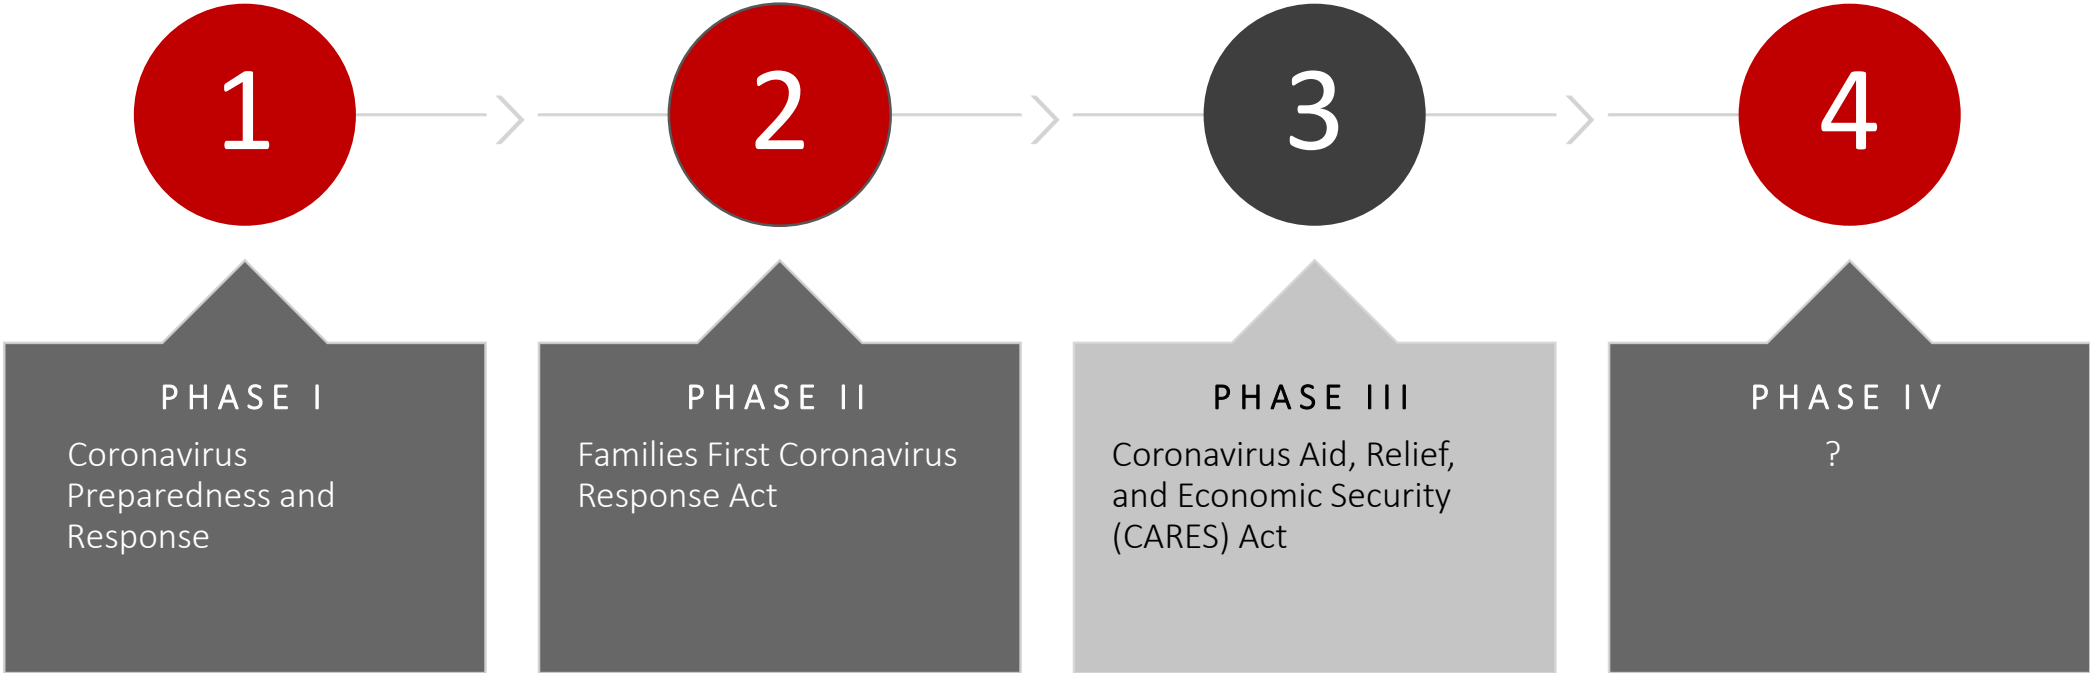 1
2
3
4
PHASE I
Coronavirus
Preparedness and
Response
PHASE II
Families First Coronavirus
Response Act
PHASE III
Coronavirus Aid, Relief,
and Economic Security
(CARES) Act
PHASE IV
?